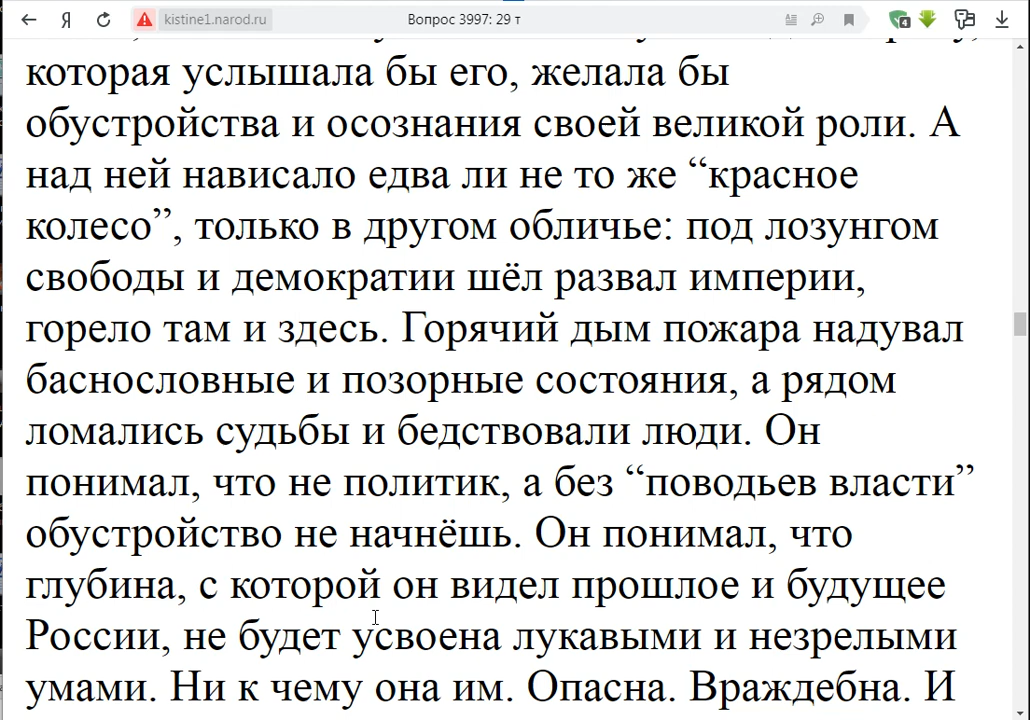 kistine1.narod.ru
Вопрос 3997: 29 т
4
которая услышала бы его, желала бы
обустройства и осознания своей великой роли. А
над ней нависало едва ли не то же “красное
колесо”, только в другом обличье: под лозунгом
свободы и демократии шёл развал империи,
горело там и здесь. Горячий дым пожара надувал
баснословные и позорные состояния, а рядом
ломались судьбы и бедствовали люди. Он
понимал, что не политик, а без “поводьев власти”
обустройство не начнёшь. Он понимал, что
глубина, с которой он видел прошлое и будущее
России, не будет усвоена лукавыми и незрелыми
умами. Ни к чему она им. Опасна. Враждебна. И